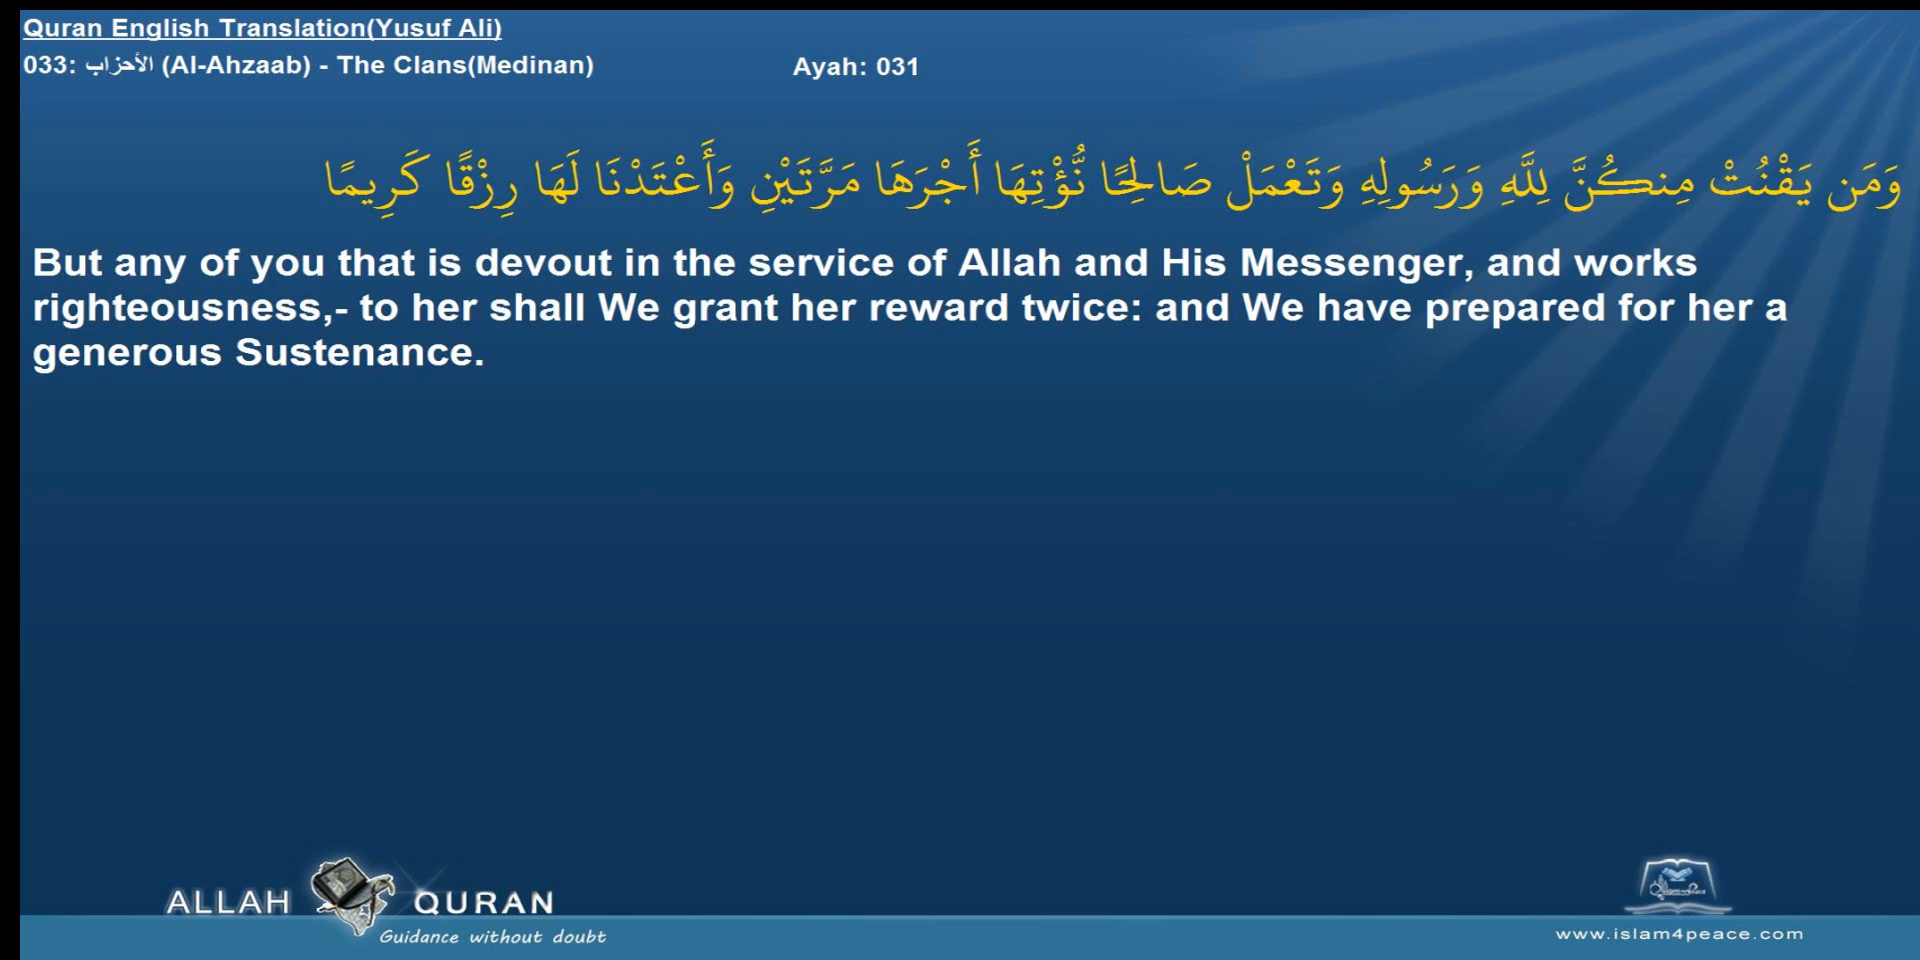 Quran English Translation(Yusuf Ali)
033: الأحزاب (Al-Ahzaab) - The Clans(Medinan) Ayah: 031
وَمَن يَقْنُتْ مِنكُنَّ لِلَّهِ وَرَسُولِهِ وَتَعْمَلْ صَالِحًا نُّؤْتِهَا أَجْرَهَا مَرَّتَيْنِ وَأَعْتَدْنَا لَهَا رِزْقًا كَرِيمًا
But any of you that is devout in the service of Allah and His Messenger, and works
righteousness,- to her shall We grant her reward twice: and We have prepared for her a
generous Sustenance.
ALLAH QURAN
Guidance without doubt
www.islam4peace.com